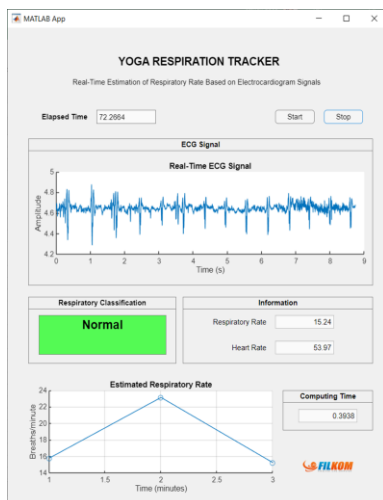 MATLAB App
YOGA RESPIRATION TRACKER
Real-Time Estimation of Respiratory Rate Based on Electrocardiogram Signals
Elapsed Time 72.2664 Start Stop
ECG Signal
Real-Time ECG Signal
Amplitude
5
4.8
4.6
4.4
4.2
0 1 2 3 4 5 6 7 8 9
Time (s)
Respiratory Classification
Normal
Information
Respiratory Rate 15.24
Heart Rate 53.97
Estimated Respiratory Rate
Breaths/minute
24
22
20
18
16
14
1 1.5 2 2.5 3
Time (minutes)
Computing Time
0.3938
FILKOM